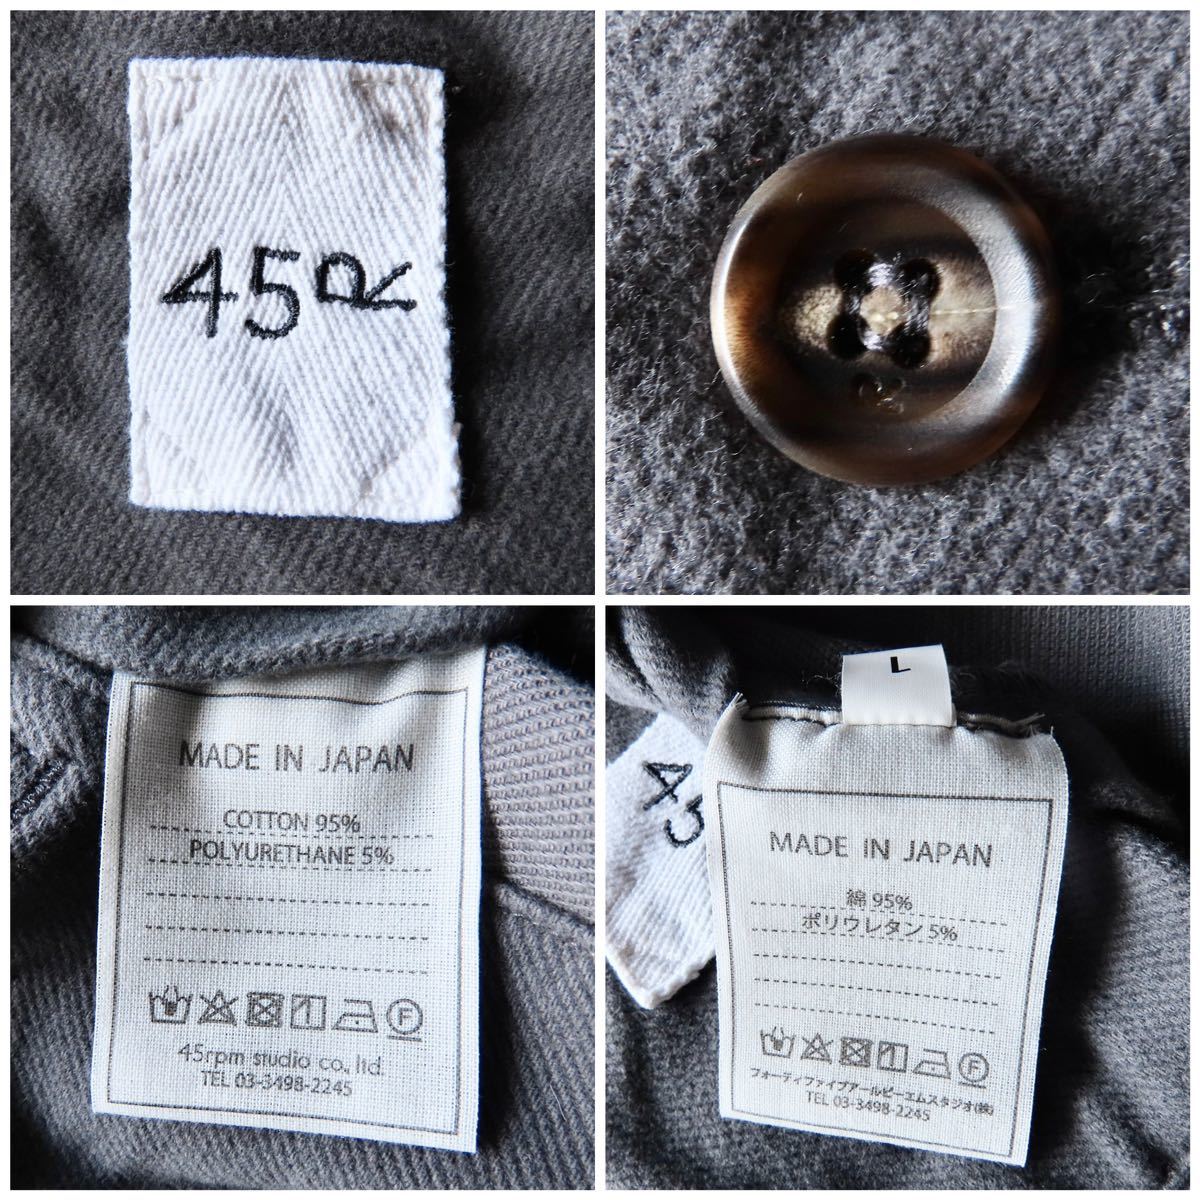 45R
MADE IN JAPAN
COTTON 95%
POLYURETHANE 5%
F
45rpm studio co., ltd.
TEL 03-3498-2245
L
45
MADE IN JAPAN
綿 95%
ポリウレタン 5%
F
フォーティファイブアールピーエムスタジオ(株)
TEL 03-3498-2245